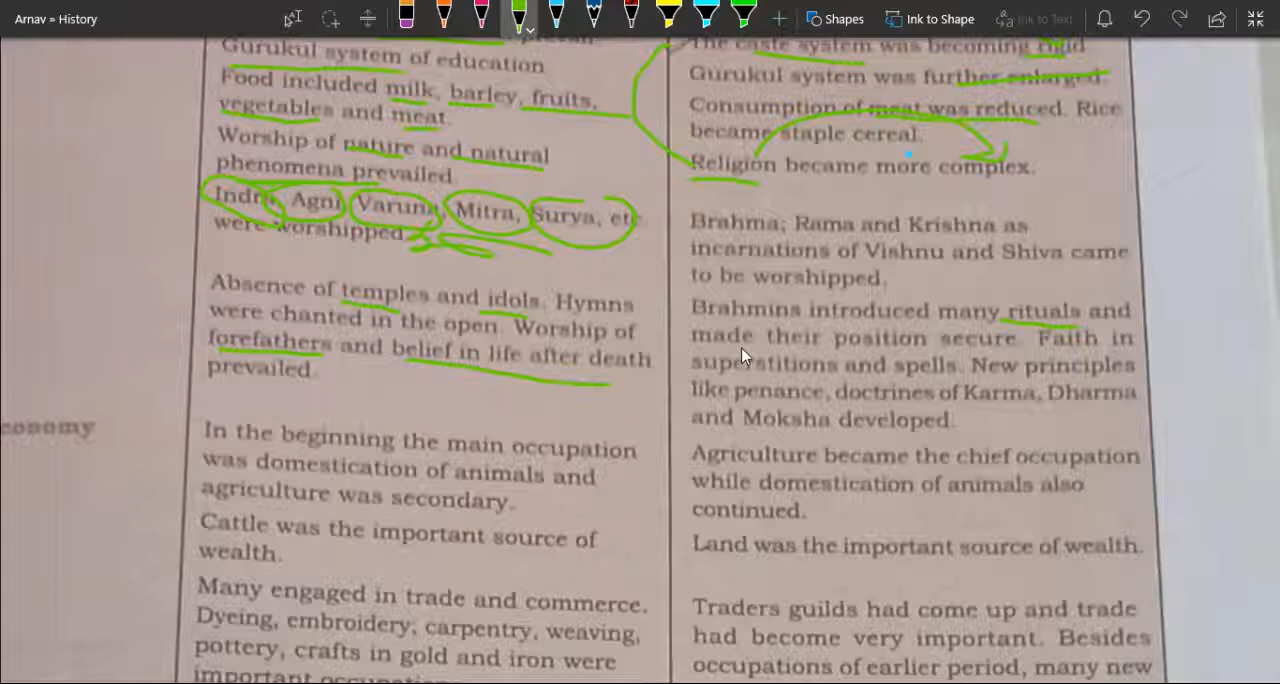 Arnav » History
Shapes
Ink to Shape
Ink to Text
Gurukul system of education
Food included milk, barley, fruits,
vegetables and meat.
Worship of nature and natural
phenomena prevailed.
Indra, Agni, Varuna, Mitra, Surya, etc
were worshipped
Absence of temples and idols. Hymns
were chanted in the open. Worship of
forefathers and belief in life after death
prevailed.
conomy
In the beginning the main occupation
was domestication of animals and
agriculture was secondary.
Cattle was the important source of
wealth.
Many engaged in trade and commerce.
Dyeing, embroidery, carpentry, weaving,
pottery, crafts in gold and iron were
important
The caste system was becoming rigid
Gurukul system was further enlarged.
Consumption of meat was reduced. Rice
became staple cereal.
Religion became more complex.
Brahma; Rama and Krishna as
incarnations of Vishnu and Shiva came
to be worshipped.
Brahmins introduced many rituals and
made their position secure. Faith in
superstitions and spells. New principles
like penance, doctrines of Karma, Dharma
and Moksha developed.
Agriculture became the chief occupation
while domestication of animals also
continued.
Land was the important source of wealth.
Traders guilds had come up and trade
had become very important. Besides
occupations of earlier period, many new